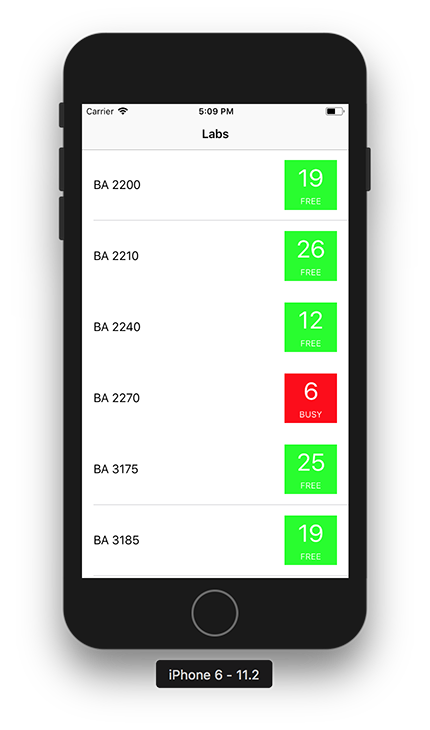 Carrier 5:09 PM
Labs
BA 2200
19
FREE
BA 2210
26
FREE
BA 2240
12
FREE
BA 2270
6
BUSY
BA 3175
25
FREE
BA 3185
19
FREE
iPhone 6 - 11.2